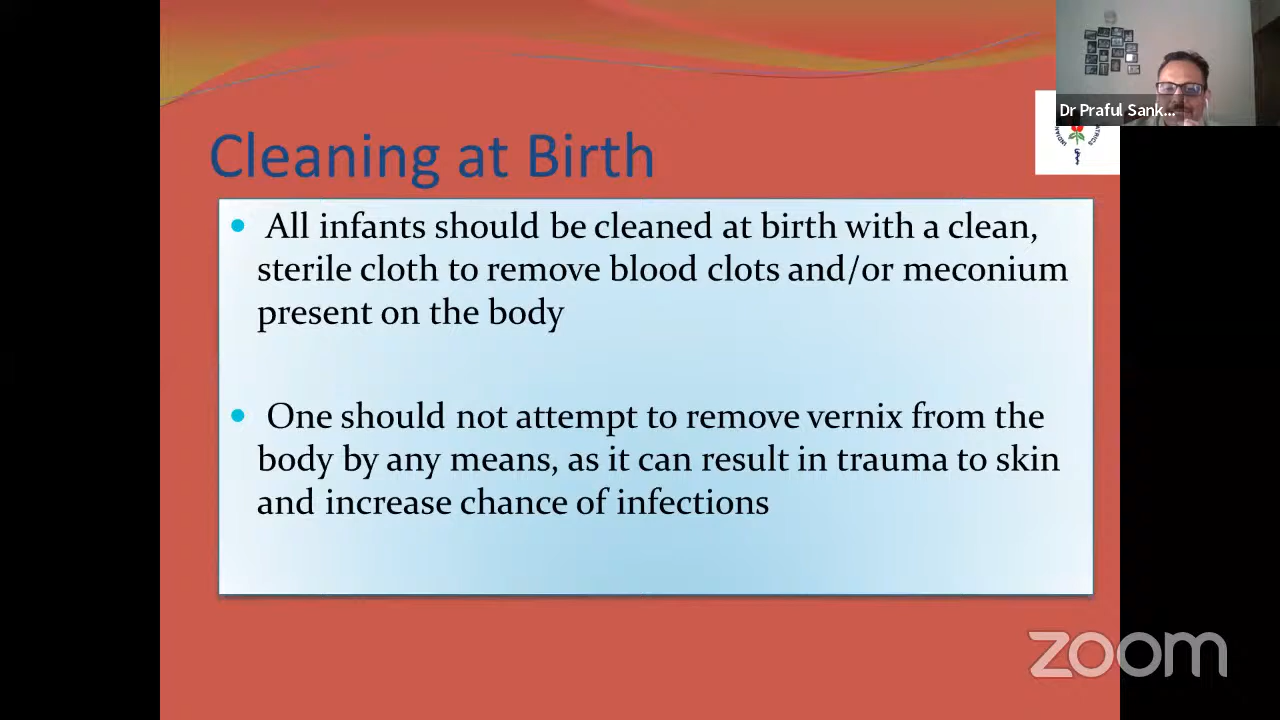 Dr Praful Sank...
Cleaning at Birth
All infants should be cleaned at birth with a clean,
sterile cloth to remove blood clots and/or meconium
present on the body
One should not attempt to remove vernix from the
body by any means, as it can result in trauma to skin
and increase chance of infections
zoom